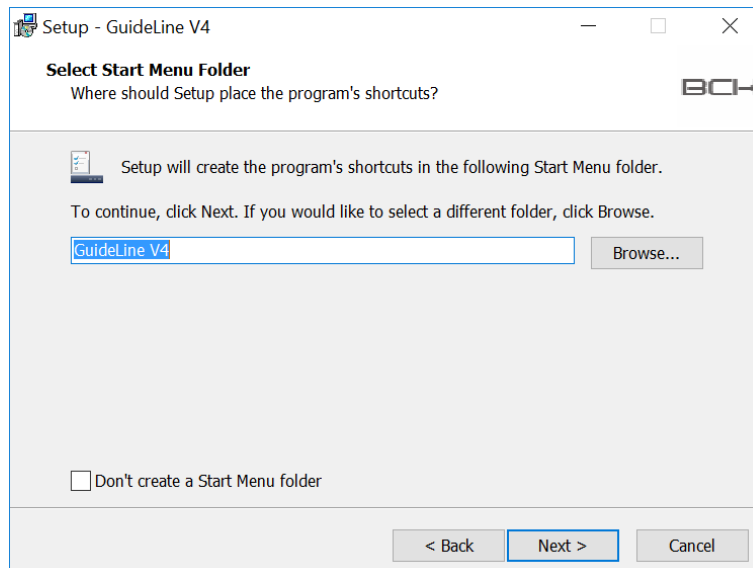 Setup - GuideLine V4
Select Start Menu Folder
Where should Setup place the program's shortcuts?
Setup will create the program's shortcuts in the following Start Menu folder.
To continue, click Next. If you would like to select a different folder, click Browse.
GuideLine V4
Browse...
Don't create a Start Menu folder
< Back
Next >
Cancel